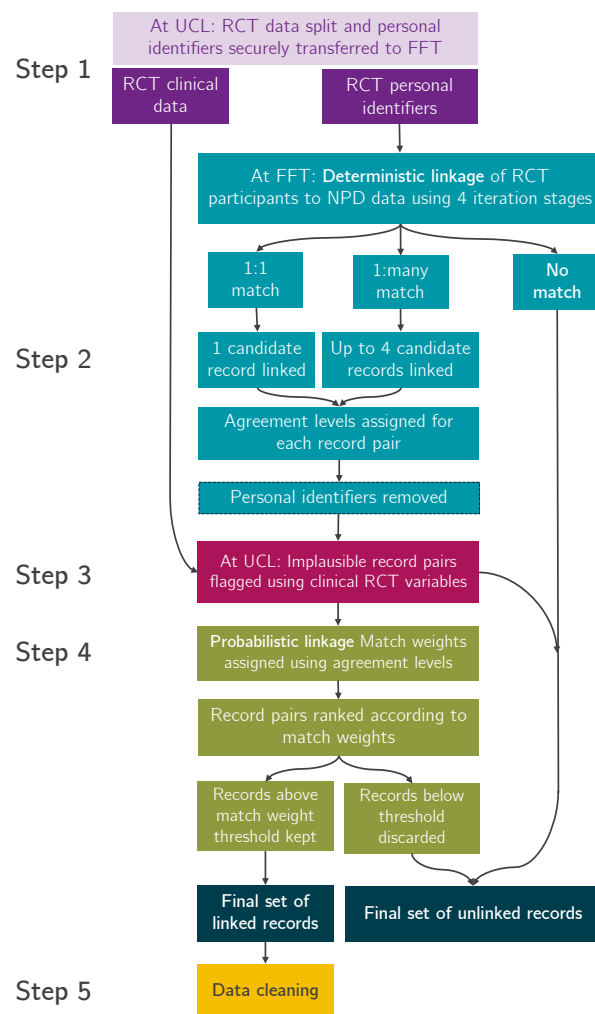 At UCL: RCT data split and personal
identifiers securely transferred to FFT
Step 1
RCT clinical
data
RCT personal
identifiers
At FFT: Deterministic linkage of RCT
participants to NPD data using 4 iteration stages
1:1
match
1:many
match
No
match
Step 2
1 candidate
record linked
Up to 4 candidate
records linked
Agreement levels assigned for
each record pair
Personal identifiers removed
Step 3
At UCL: Implausible record pairs
flagged using clinical RCT variables
Step 4
Probabilistic linkage Match weights
assigned using agreement levels
Record pairs ranked according to
match weights
Records above
match weight
threshold kept
Records below
threshold
discarded
Final set of
linked records
Final set of unlinked records
Step 5
Data cleaning